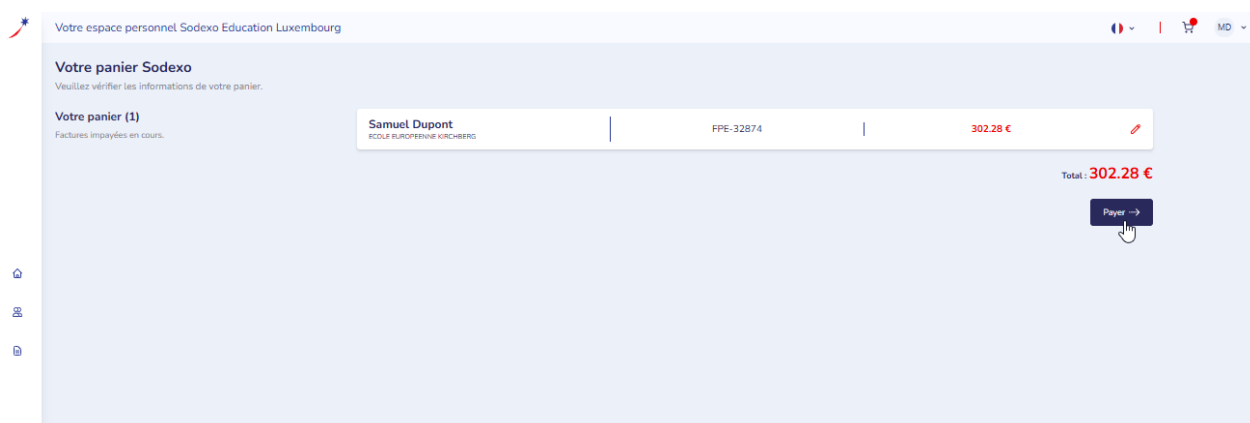 Votre espace personnel Sodexo Education Luxembourg
MD
Votre panier Sodexo
Veuillez vérifier les informations de votre panier.
Votre panier (1)
Factures impayées en cours.
Samuel Dupont
ECOLE EUROPEENNE KIRCHBERG
FPE-32874
302.28 €
Total : 302.28 €
Payer →